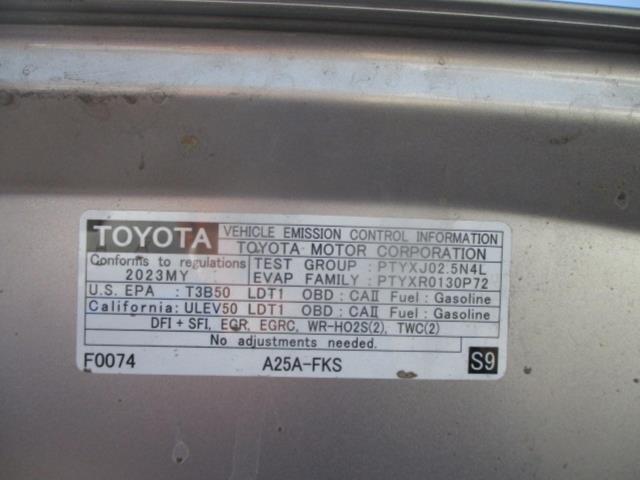 TOYOTA VEHICLE EMISSION CONTROL INFORMATION
TOYOTA MOTOR CORPORATION
Conforms to regulations TEST GROUP : PTYXJ02.5N4L
2023MY EVAP FAMILY : PTYXR0130P72
U.S. EPA : T3B50 LDT1 OBD : CAII Fuel : Gasoline
California: ULEV50 LDT1 OBD : CAII Fuel : Gasoline
DFI + SFI, EGR, EGRC, WR-HO2S(2), TWC(2)
No adjustments needed.
F0074 A25A-FKS S9